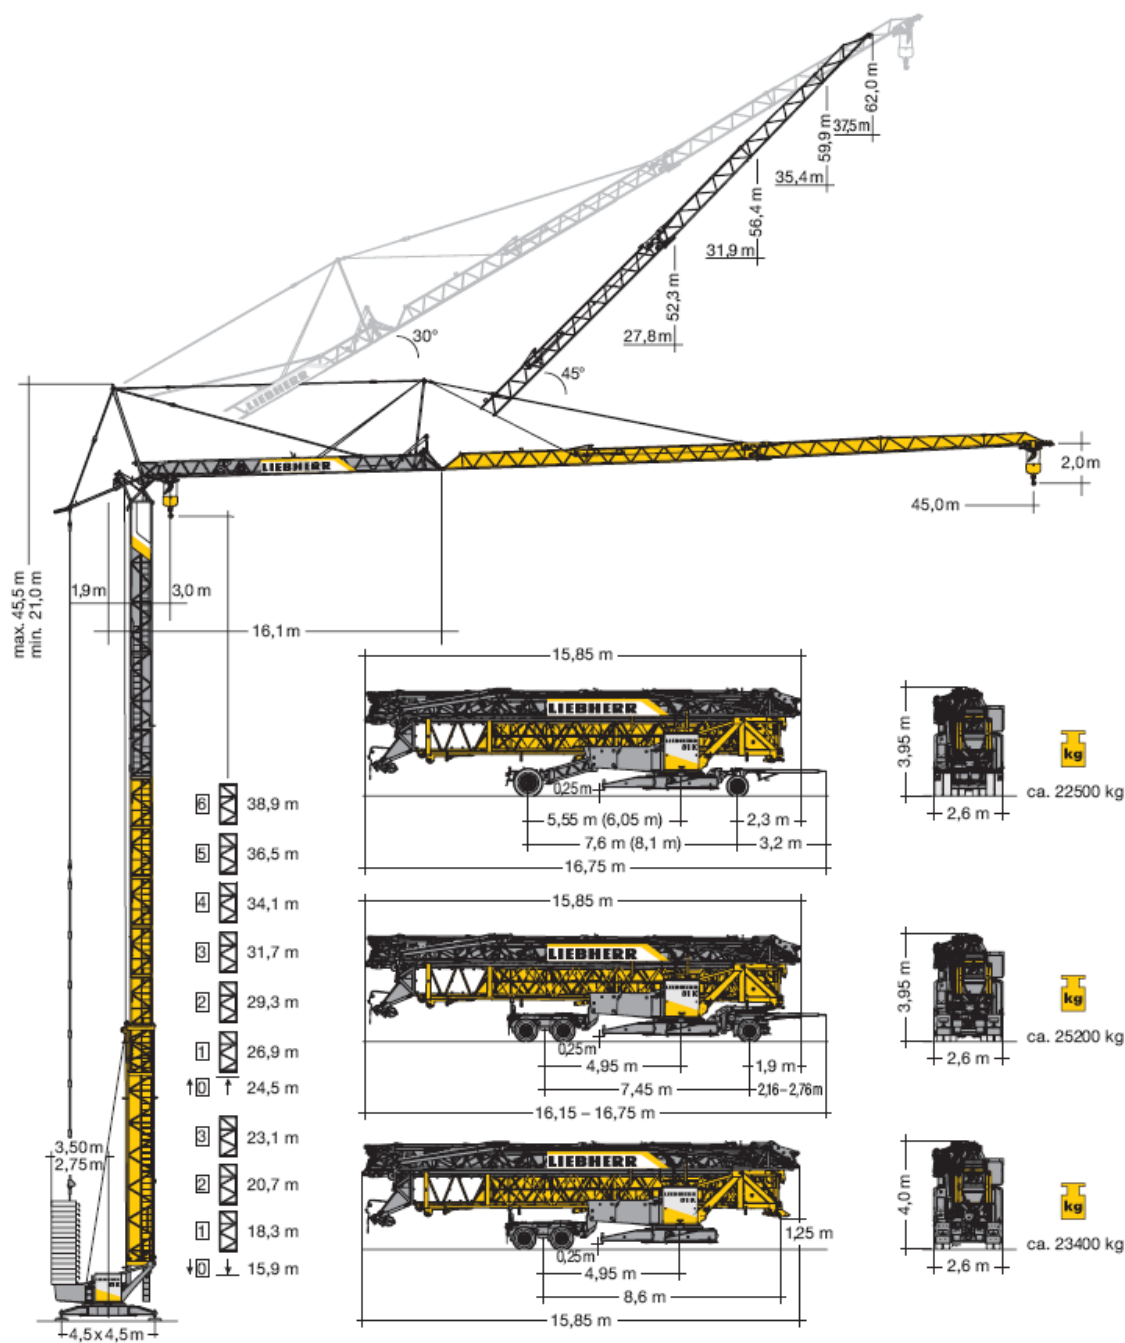 62,0 m
37,5 m
59,9 m
35,4 m
56,4 m
31,9 m
52,3 m
27,8 m
30°
45°
LIEBHERR
LIEBHERR
2,0 m
45,0 m
max. 45,5 m
min. 21,0 m
1,9 m
3,0 m
16,1 m
15,85 m
LIEBHERR
LIEBHERR
81 K
0,25 m
5,55 m (6,05 m)
2,3 m
7,6 m (8,1 m)
3,2 m
16,75 m
3,95 m
2,6 m
kg
ca. 22500 kg
6 38,9 m
5 36,5 m
4 34,1 m
3 31,7 m
2 29,3 m
1 26,9 m
0 24,5 m
3 23,1 m
2 20,7 m
1 18,3 m
0 15,9 m
15,85 m
LIEBHERR
LIEBHERR
81 K
0,25 m
4,95 m
1,9 m
7,45 m
2,16 – 2,76 m
16,15 – 16,75 m
3,95 m
2,6 m
kg
ca. 25200 kg
LIEBHERR
LIEBHERR
81 K
1,25 m
0,25 m
4,95 m
8,6 m
15,85 m
4,0 m
2,6 m
kg
ca. 23400 kg
3,50 m
2,75 m
4,5 x 4,5 m